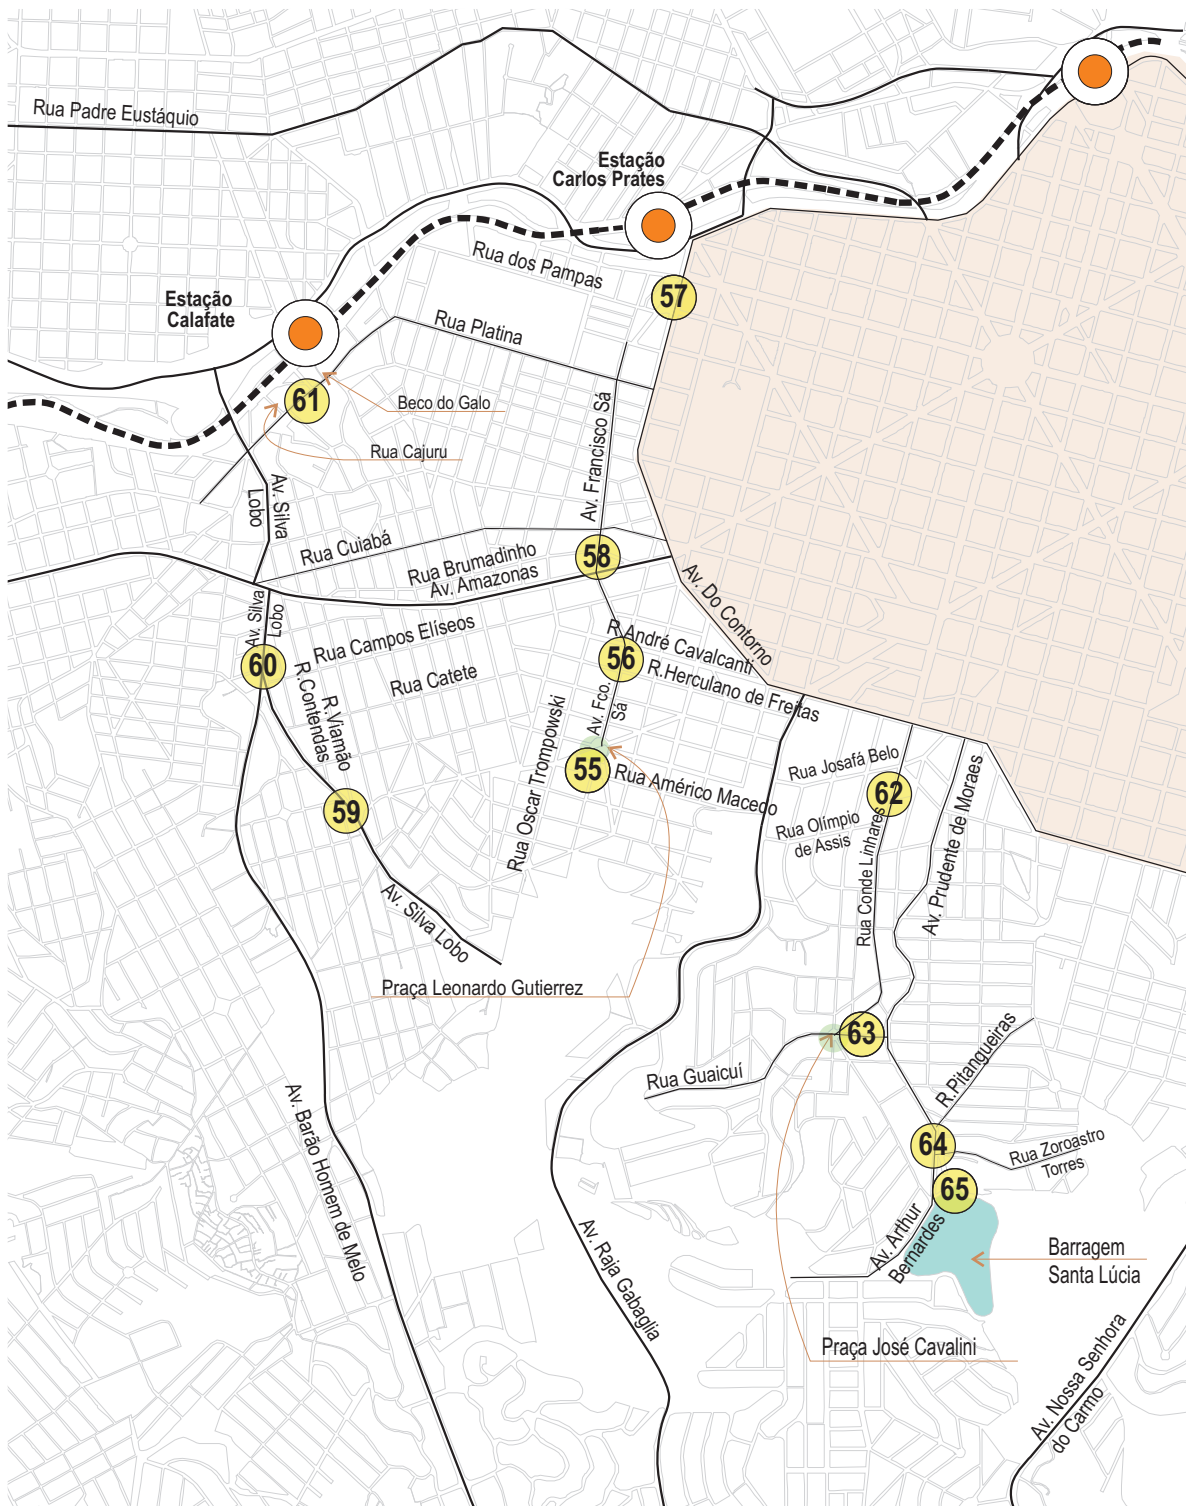 Rua Padre Eustáquio
Estação
Carlos Prates
Rua dos Pampas
57
Estação
Calafate
Rua Platina
61
Beco do Galo
Rua Cajuru
Av. Francisco Sá
Av. Silva
Lobo
Rua Cuiabá
Rua Brumadinho
Av. Amazonas
58
Av. Do Contorno
Av. Silva
Lobo
Rua Campos Elíseos
R.André Cavalcanti
56
R.Herculano de Freitas
60
R.Contendas
R.Viamão
Rua Catete
Av. Fco.
Sá
Rua Oscar Trompowski
55
Rua Américo Macedo
Rua Josafá Belo
62
Rua Olímpio
de Assis
Rua Conde Linhares
Av. Prudente de Moraes
59
Av. Silva Lobo
Praça Leonardo Gutierrez
63
Rua Guaicuí
R.Pitangueiras
Av. Barão Homem de Melo
64
Rua Zoroastro
Torres
65
Av. Arthur
Bernardes
Av. Raja Gabaglia
Barragem
Santa Lúcia
Praça José Cavalini
Av. Nossa Senhora
do Carmo